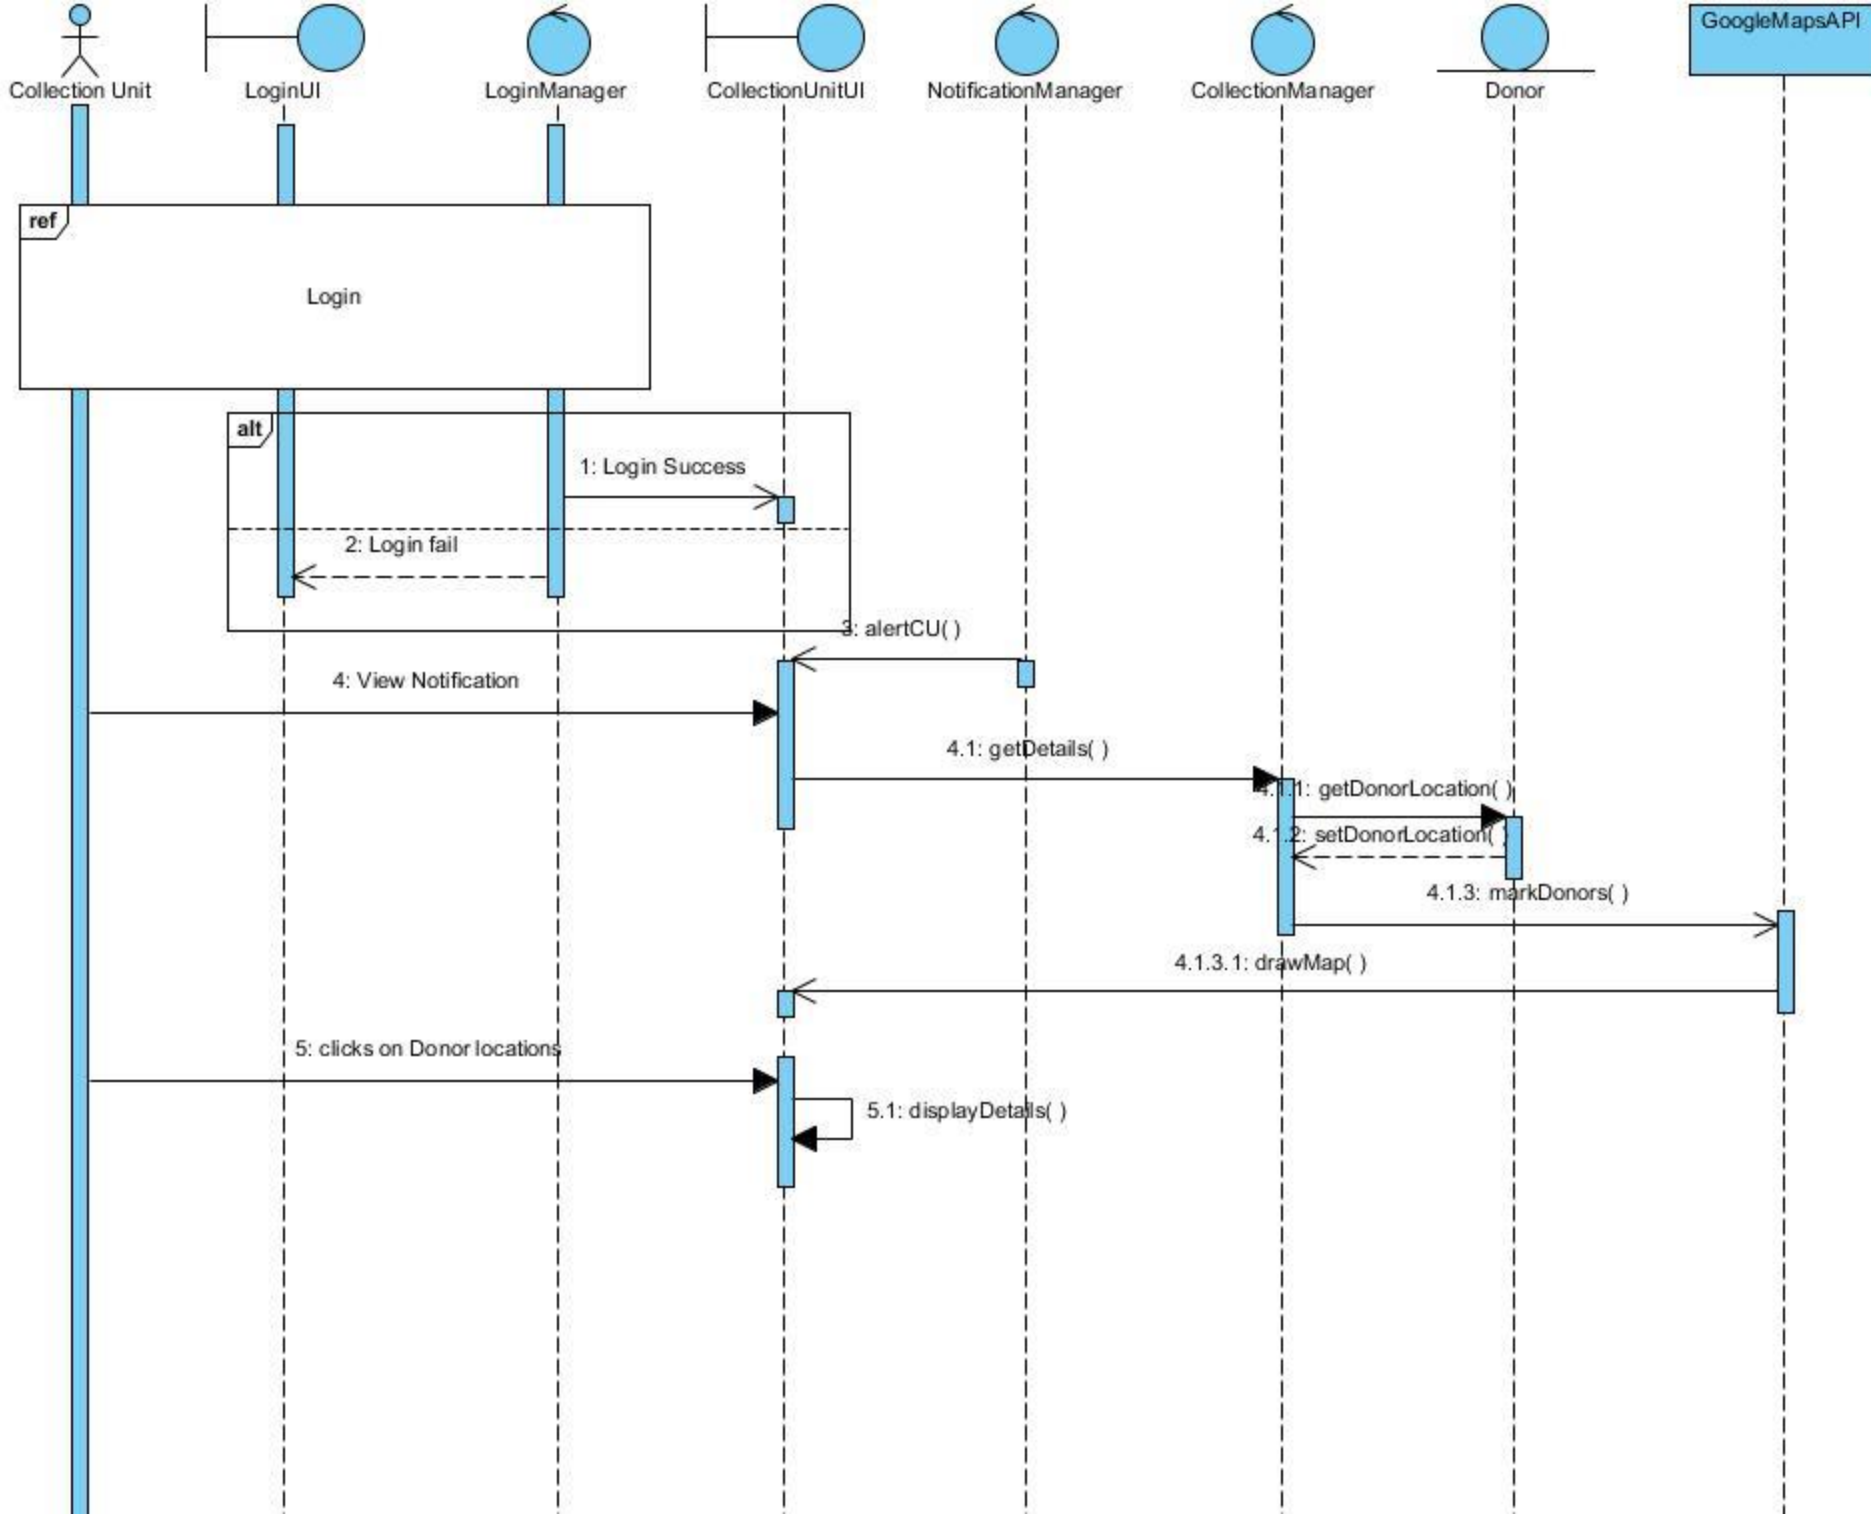 GoogleMapsAPI
Collection Unit
LoginUI
LoginManager
CollectionUnitUI
NotificationManager
CollectionManager
Donor
ref
Login
alt
1: Login Success
2: Login fail
3: alertCU( )
4: View Notification
4.1: getDetails( )
4.1.1: getDonorLocation( )
4.1.2: setDonorLocation( )
4.1.3: markDonors( )
4.1.3.1: drawMap( )
5: clicks on Donor locations
5.1: displayDetails( )